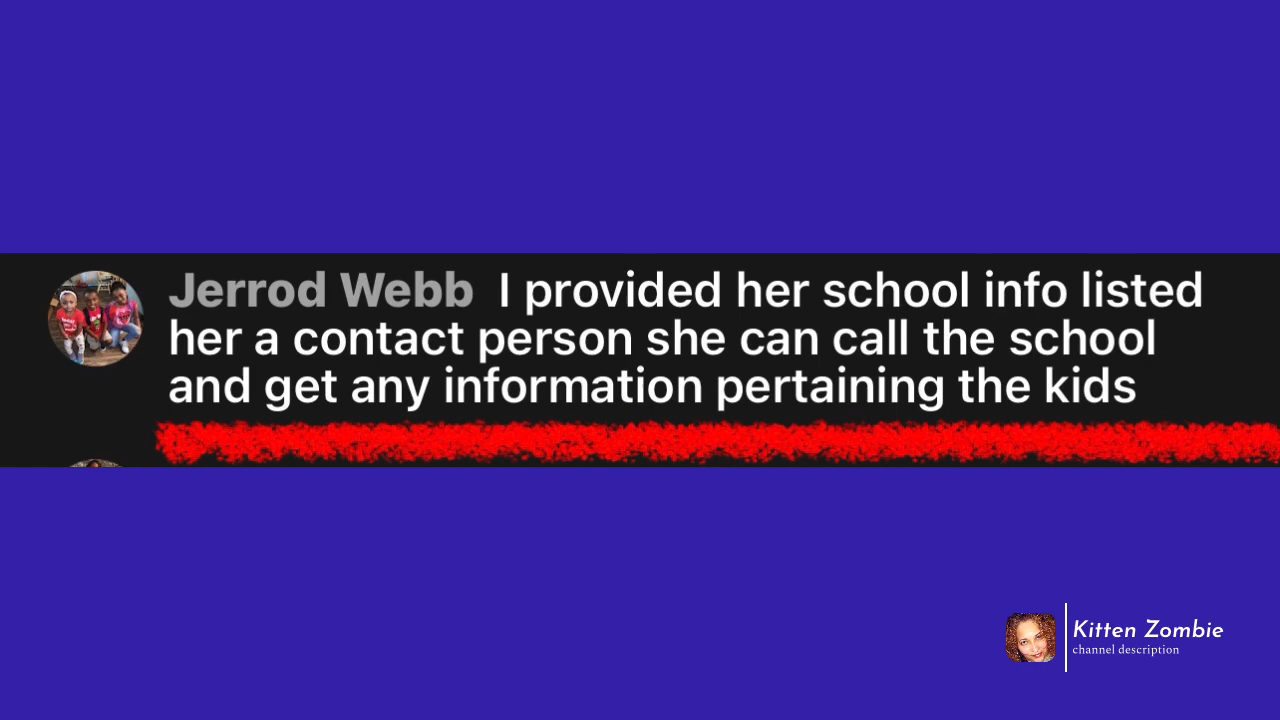 Jerrod Webb I provided her school info listed
her a contact person she can call the school
and get any information pertaining the kids
Kitten Zombie
channel description